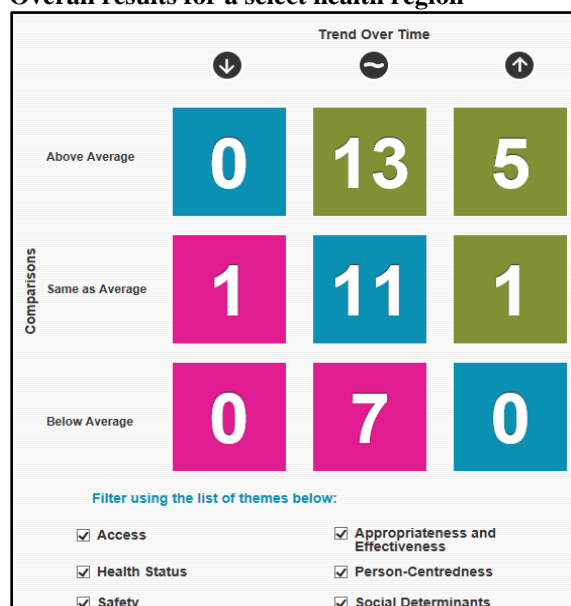 Overall results for a select health region
Trend Over Time
Above Average
0
13
5
Comparisons
Same as Average
1
11
1
Below Average
0
7
0
Filter using the list of themes below:
Access
Appropriateness and
Effectiveness
Health Status
Person-Centredness
Safety
Social Determinants